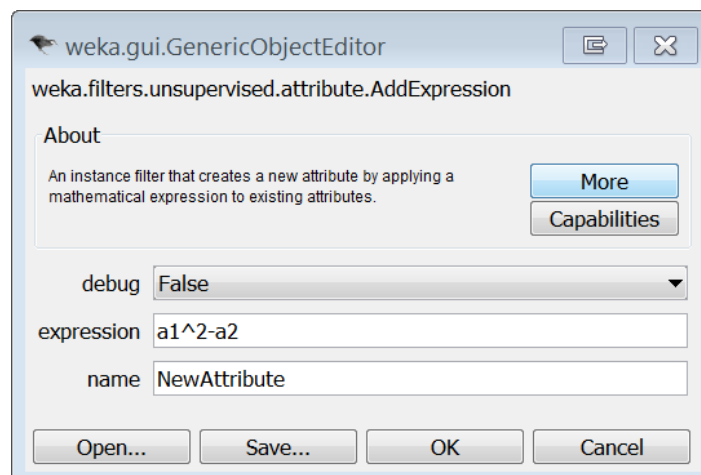 weka.gui.GenericObjectEditor
weka.filters.unsupervised.attribute.AddExpression
About
An instance filter that creates a new attribute by applying a
mathematical expression to existing attributes.
More
Capabilities
debug False
expression a1^2-a2
name NewAttribute
Open... Save... OK Cancel